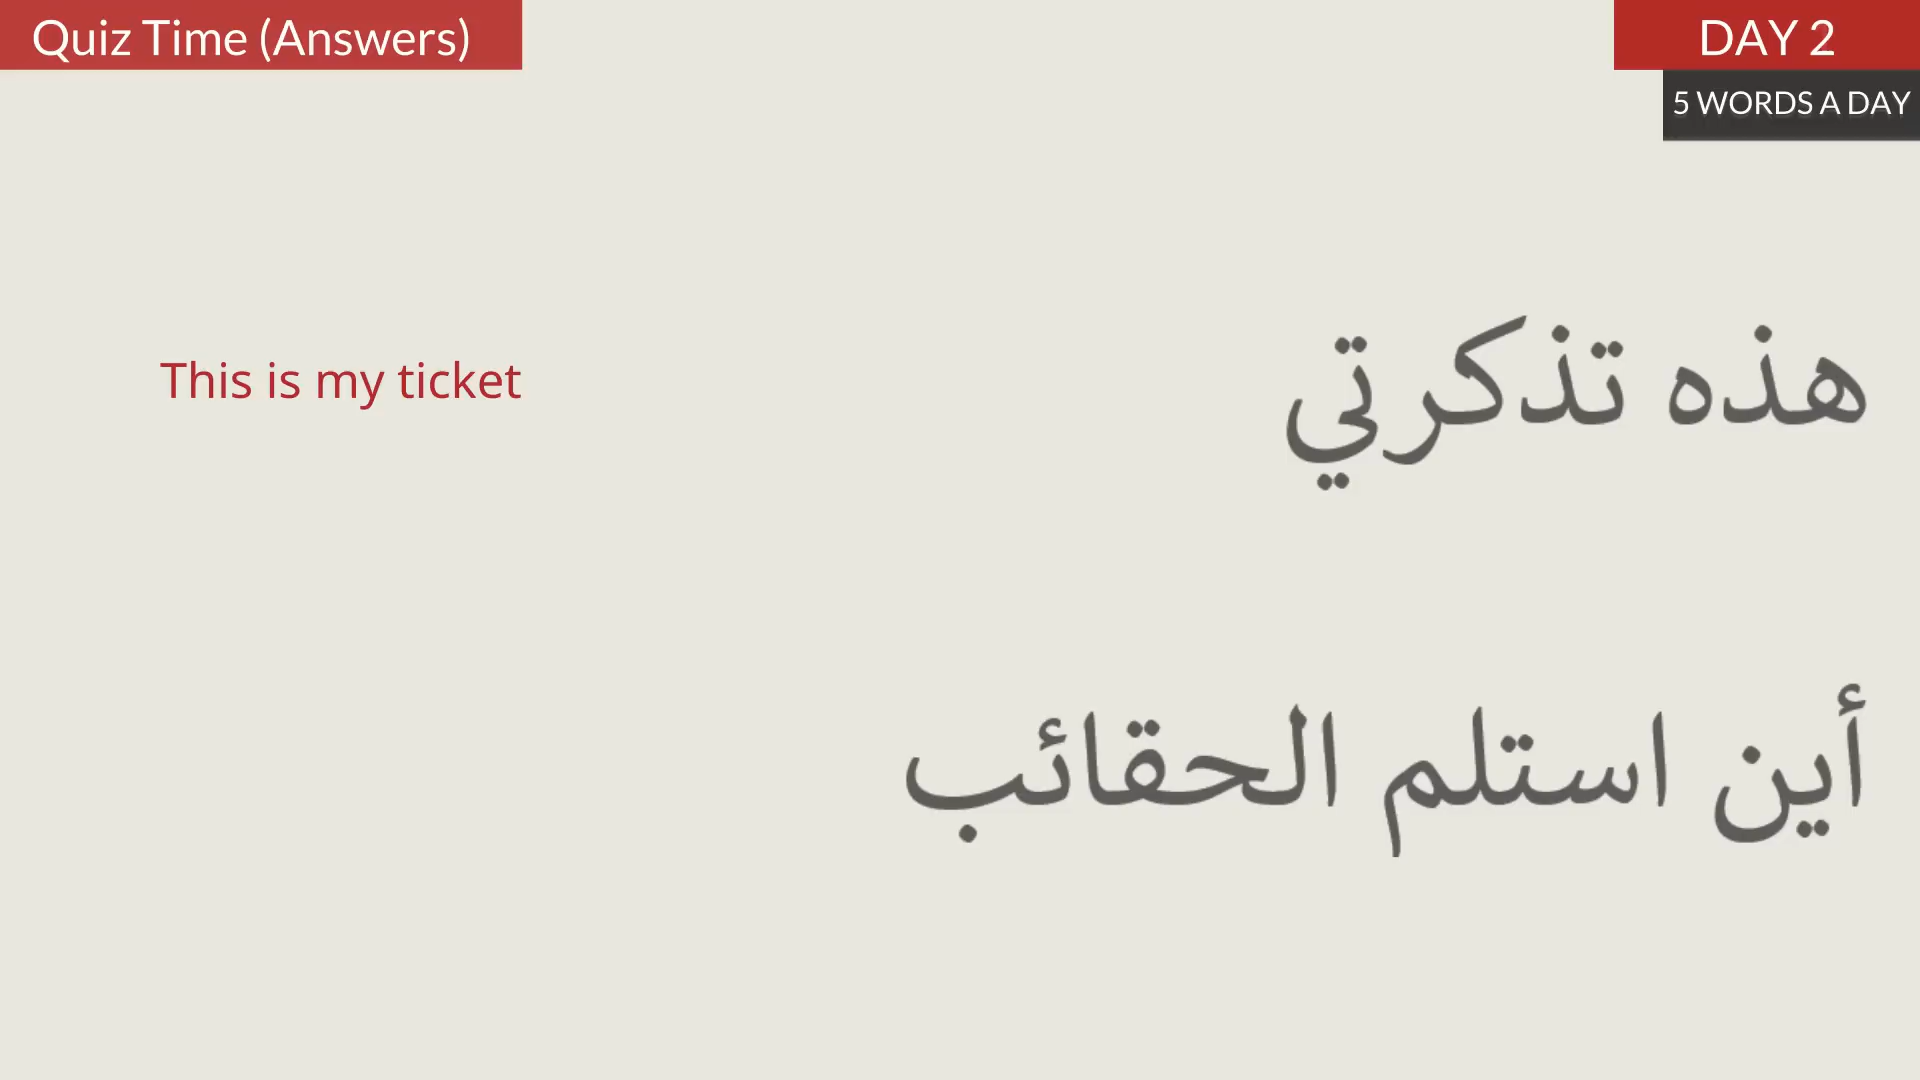 Quiz Time (Answers)
DAY 2
5 WORDS A DAY
This is my ticket
هذه تذكرتي
أين استلم الحقائب